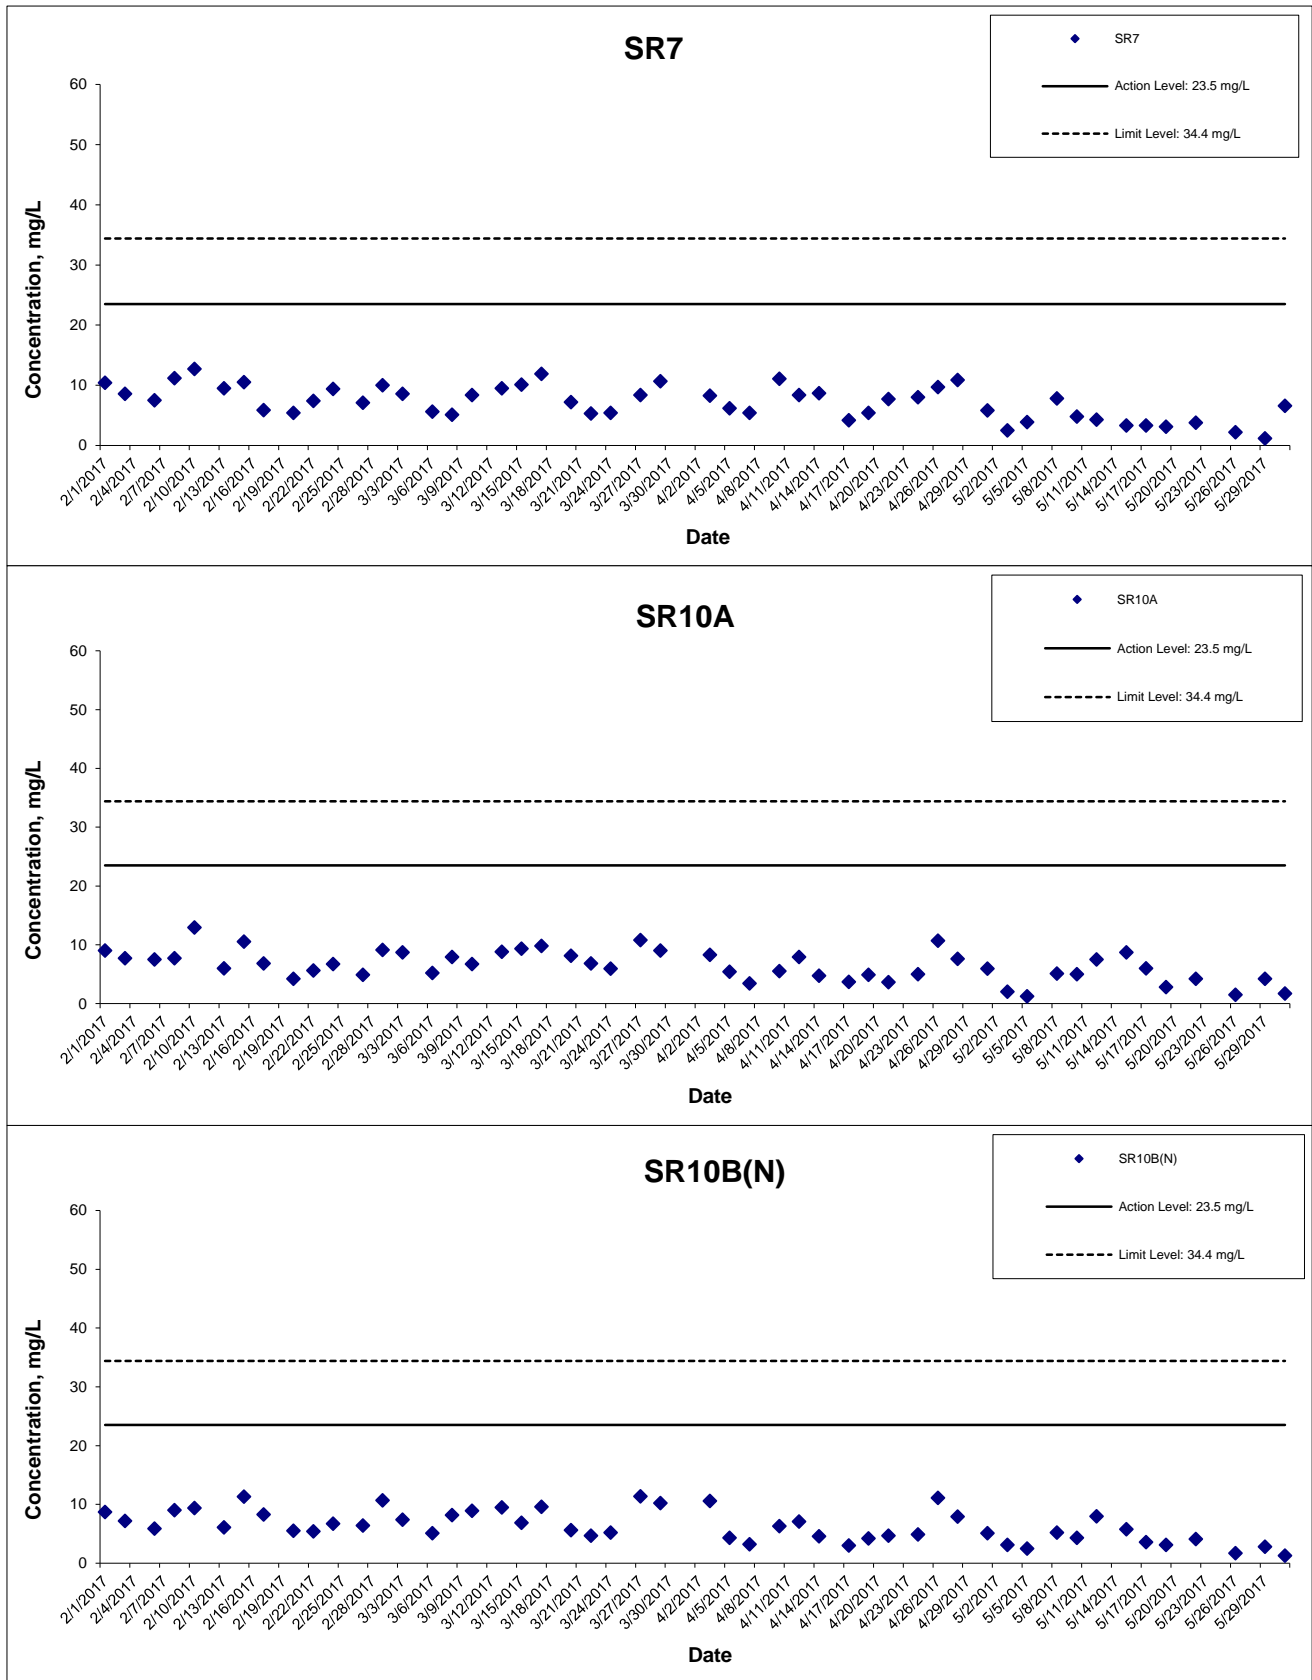 SR7
SR7
Action Level: 23.5 mg/L
Limit Level: 34.4 mg/L
Concentration, mg/L
60
50
40
30
20
10
0
2/1/2017 2/4/2017 2/7/2017 2/10/2017 2/13/2017 2/16/2017 2/19/2017 2/22/2017 2/25/2017 2/28/2017 3/3/2017 3/6/2017 3/9/2017 3/12/2017 3/15/2017 3/18/2017 3/21/2017 3/24/2017 3/27/2017 3/30/2017 4/2/2017 4/5/2017 4/8/2017 4/11/2017 4/14/2017 4/17/2017 4/20/2017 4/23/2017 4/26/2017 4/29/2017 5/2/2017 5/5/2017 5/8/2017 5/11/2017 5/14/2017 5/17/2017 5/20/2017 5/23/2017 5/26/2017 5/29/2017
Date
SR10A
SR10A
Action Level: 23.5 mg/L
Limit Level: 34.4 mg/L
Concentration, mg/L
60
50
40
30
20
10
0
2/1/2017 2/4/2017 2/7/2017 2/10/2017 2/13/2017 2/16/2017 2/19/2017 2/22/2017 2/25/2017 2/28/2017 3/3/2017 3/6/2017 3/9/2017 3/12/2017 3/15/2017 3/18/2017 3/21/2017 3/24/2017 3/27/2017 3/30/2017 4/2/2017 4/5/2017 4/8/2017 4/11/2017 4/14/2017 4/17/2017 4/20/2017 4/23/2017 4/26/2017 4/29/2017 5/2/2017 5/5/2017 5/8/2017 5/11/2017 5/14/2017 5/17/2017 5/20/2017 5/23/2017 5/26/2017 5/29/2017
Date
SR10B(N)
SR10B(N)
Action Level: 23.5 mg/L
Limit Level: 34.4 mg/L
Concentration, mg/L
60
50
40
30
20
10
0
2/1/2017 2/4/2017 2/7/2017 2/10/2017 2/13/2017 2/16/2017 2/19/2017 2/22/2017 2/25/2017 2/28/2017 3/3/2017 3/6/2017 3/9/2017 3/12/2017 3/15/2017 3/18/2017 3/21/2017 3/24/2017 3/27/2017 3/30/2017 4/2/2017 4/5/2017 4/8/2017 4/11/2017 4/14/2017 4/17/2017 4/20/2017 4/23/2017 4/26/2017 4/29/2017 5/2/2017 5/5/2017 5/8/2017 5/11/2017 5/14/2017 5/17/2017 5/20/2017 5/23/2017 5/26/2017 5/29/2017
Date